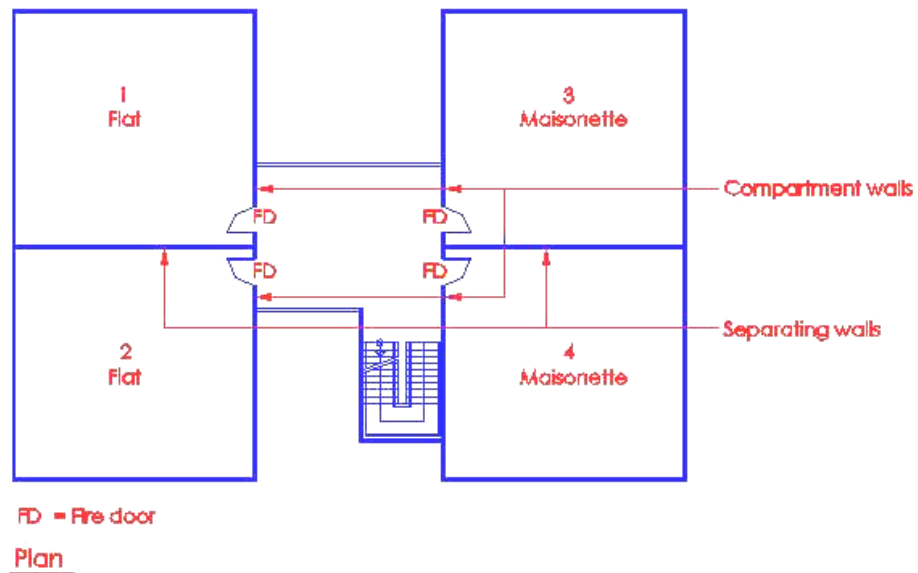 1
Flat
3
Maisonette
Compartment walls
FD
FD
FD
FD
Separating walls
2
Flat
4
Maisonette
FD = Fire door
Plan